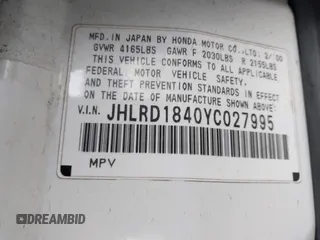 MFD. IN JAPAN BY HONDA MOTOR CO.,LTD. 2/'00
GVWR 4165LBS GAWR F 2030LBS R 2155LBS
THIS VEHICLE CONFORMS TO ALL APPLICABLE
FEDERAL MOTOR VEHICLE SAFETY AND
THEFT PREVENTION STANDARDS IN EFFECT ON THE
DATE OF MANUFACTURE SHOWN ABOVE.
V.I.N. JHLRD1840YC027995
MPV
DREAMBID.COM